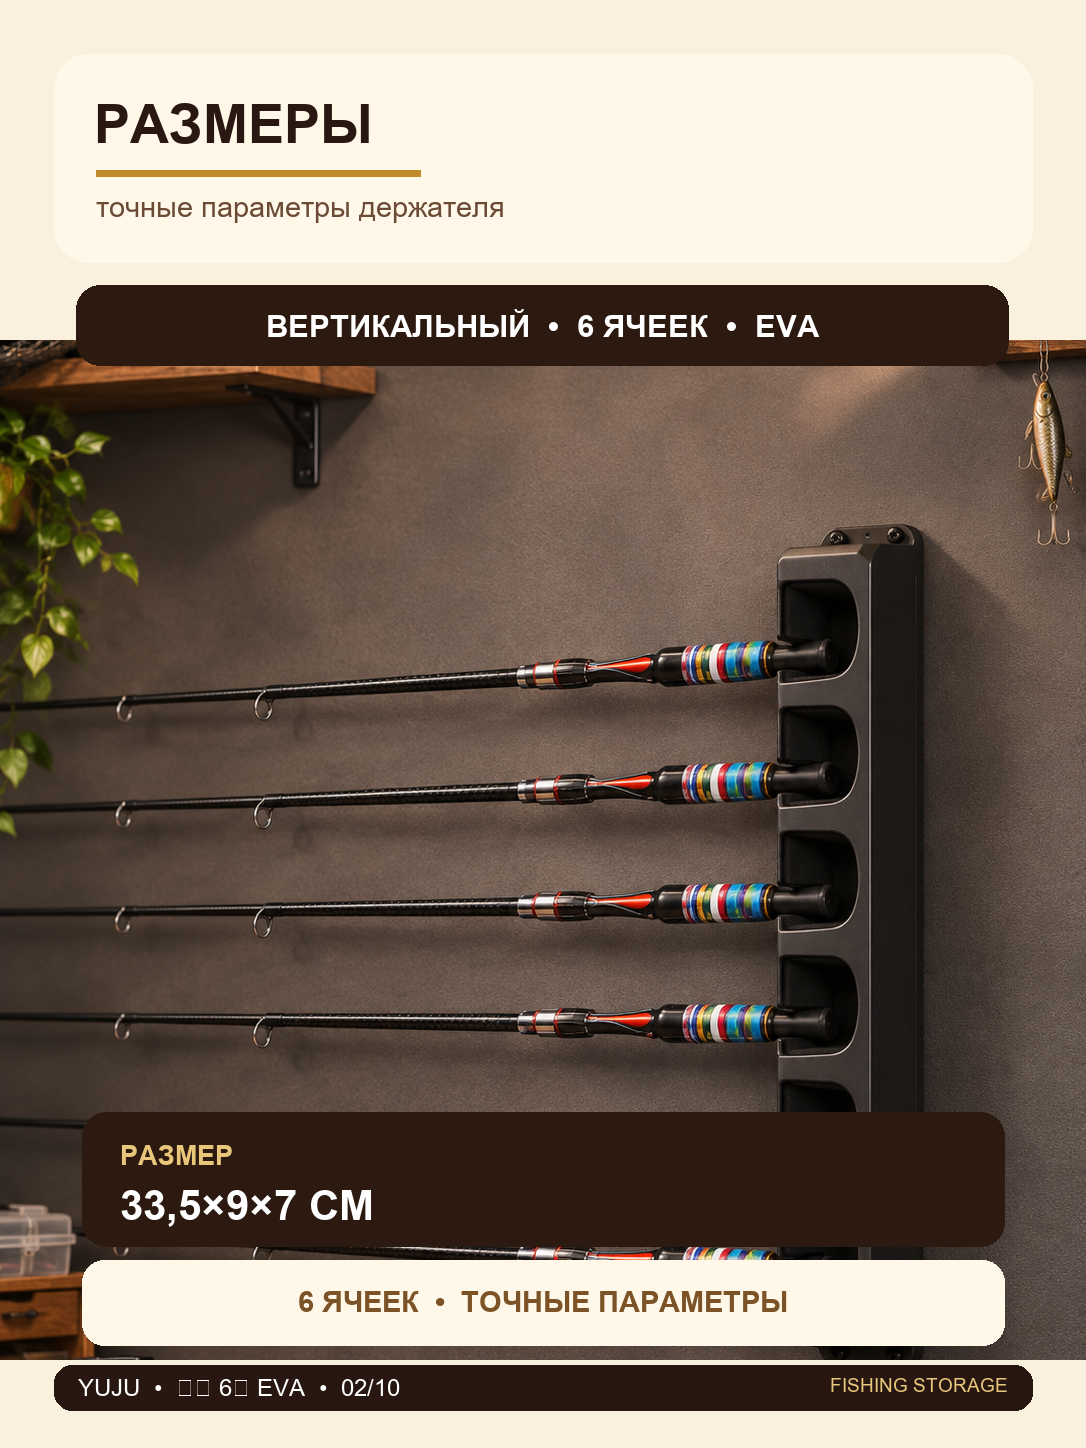 РАЗМЕРЫ
точные параметры держателя
ВЕРТИКАЛЬНЫЙ • 6 ЯЧЕЕК • EVA
РАЗМЕР
33,5×9×7 СМ
6 ЯЧЕЕК • ТОЧНЫЕ ПАРАМЕТРЫ
YUJU • □□ 6□ EVA • 02/10
FISHING STORAGE